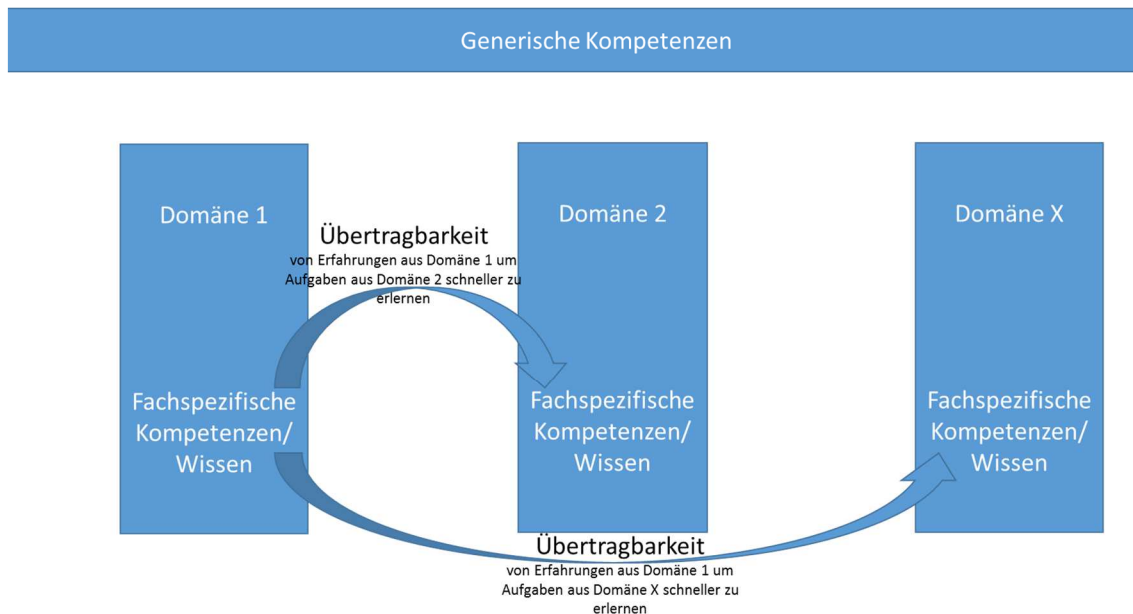 Generische Kompetenzen
Domäne 1
Domäne 2
Domäne X
Übertragbarkeit
von Erfahrungen aus Domäne 1 um
Aufgaben aus Domäne 2 schneller zu
erlernen
Fachspezifische
Kompetenzen/
Wissen
Fachspezifische
Kompetenzen/
Wissen
Fachspezifische
Kompetenzen/
Wissen
Übertragbarkeit
von Erfahrungen aus Domäne 1 um
Aufgaben aus Domäne X schneller zu
erlernen